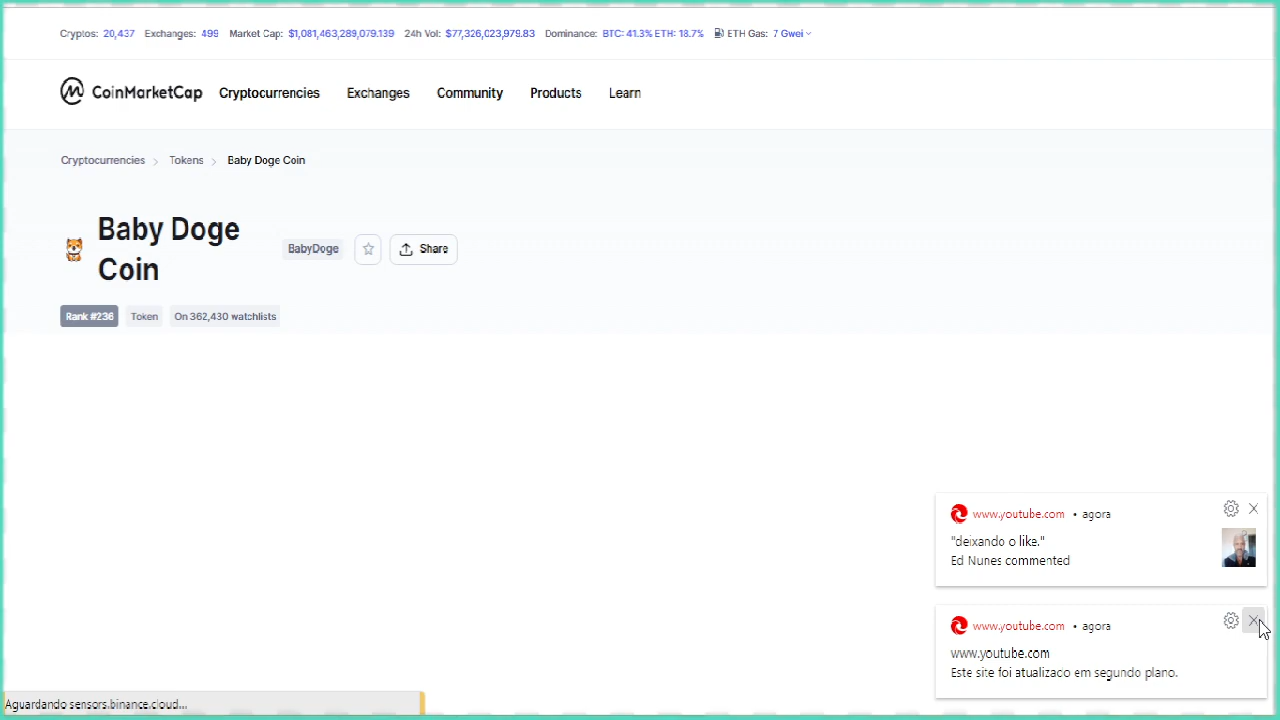 Cryptos: 20,437 Exchanges: 499 Market Cap: $1,081,463,289,079.139 24h Vol: $77,326,023,979.83 Dominance: BTC: 41.3% ETH: 18.7% ETH Gas: 7 Gwei
CoinMarketCap Cryptocurrencies Exchanges Community Products Learn
Cryptocurrencies > Tokens > Baby Doge Coin
Baby Doge
Coin
BabyDoge Share
Rank #236 Token On 362,430 watchlists
www.youtube.com • agora
"deixando o like."
Ed Nunes commented
www.youtube.com • agora
www.youtube.com
Este site foi atualizado em segundo plano.
Aguardando sensors.binance.cloud...